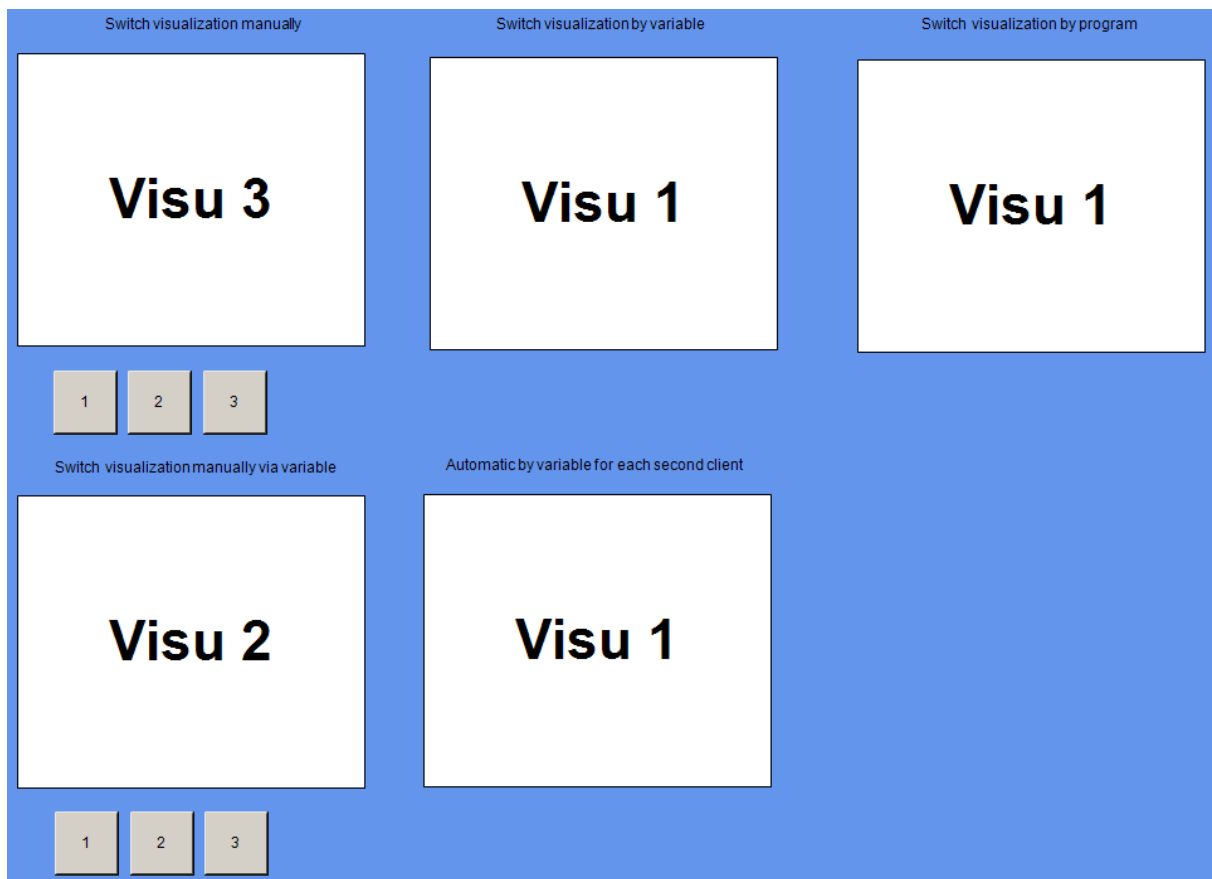 Switch visualization manually
Switch visualization by variable
Switch visualization by program
Visu 3
Visu 1
Visu 1
1
2
3
Switch visualization manually via variable
Automatic by variable for each second client
Visu 2
Visu 1
1
2
3